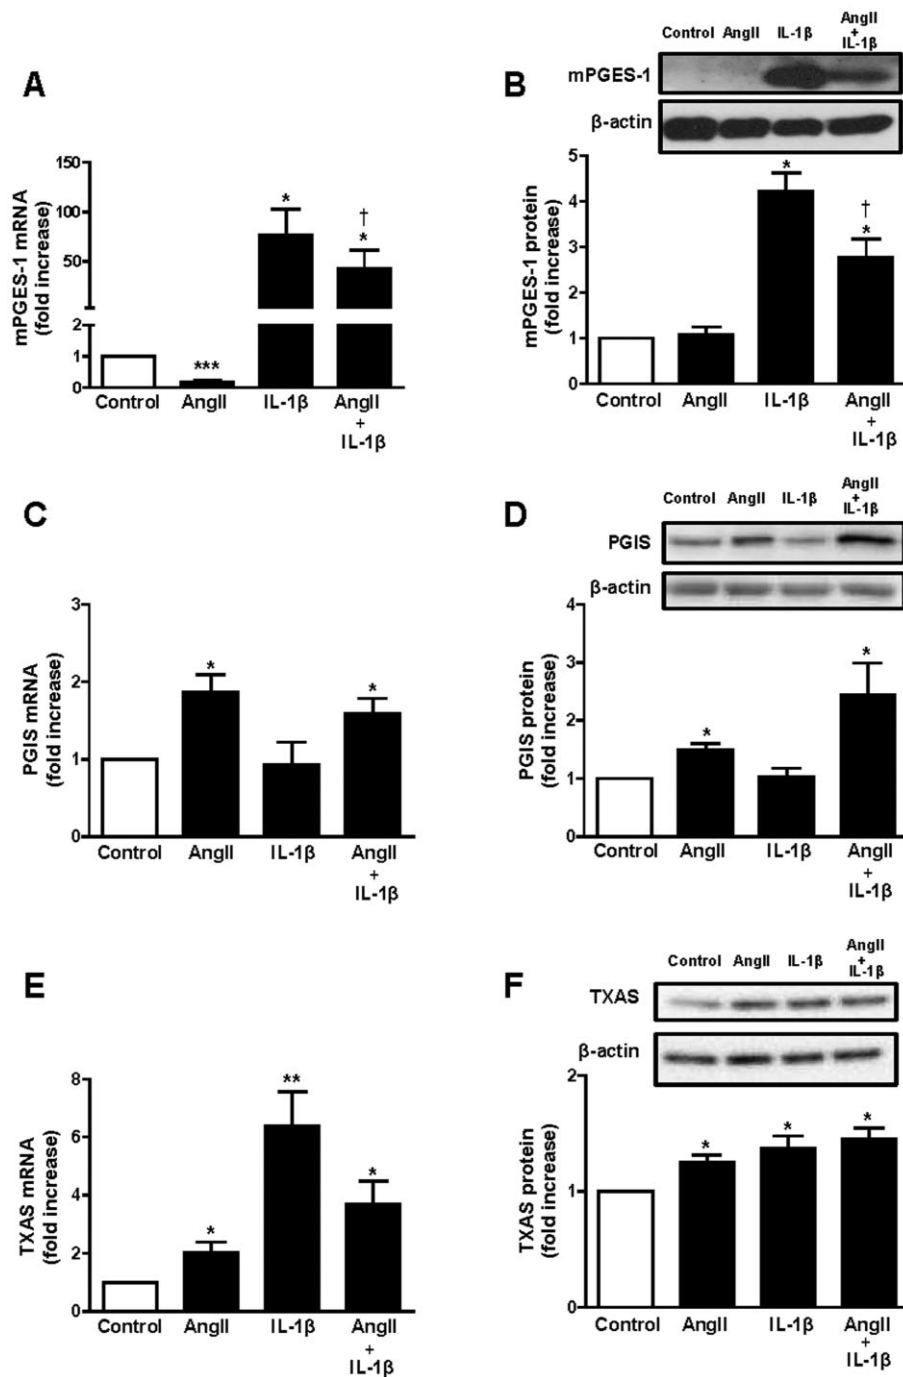 A
mPGES-1 mRNA
(fold increase)
150
100
50
2
1
0
***
*
†
*
Control
AngII
IL-1β
AngII
+
IL-1β
B
Control AngII IL-1β AngII
+
IL-1β
mPGES-1
β-actin
mPGES-1 protein
(fold increase)
5
4
3
2
1
0
*
†
*
Control
AngII
IL-1β
AngII
+
IL-1β
C
PGIS mRNA
(fold increase)
3
2
1
0
*
*
Control
AngII
IL-1β
AngII
+
IL-1β
D
Control AngII IL-1β AngII
+
IL-1β
PGIS
β-actin
PGIS protein
(fold increase)
4
3
2
1
0
*
*
Control
AngII
IL-1β
AngII
+
IL-1β
E
TXAS mRNA
(fold increase)
8
6
4
2
0
*
**
*
Control
AngII
IL-1β
AngII
+
IL-1β
F
Control AngII IL-1β AngII
+
IL-1β
TXAS
β-actin
TXAS protein
(fold increase)
2
1
0
*
*
*
Control
AngII
IL-1β
AngII
+
IL-1β